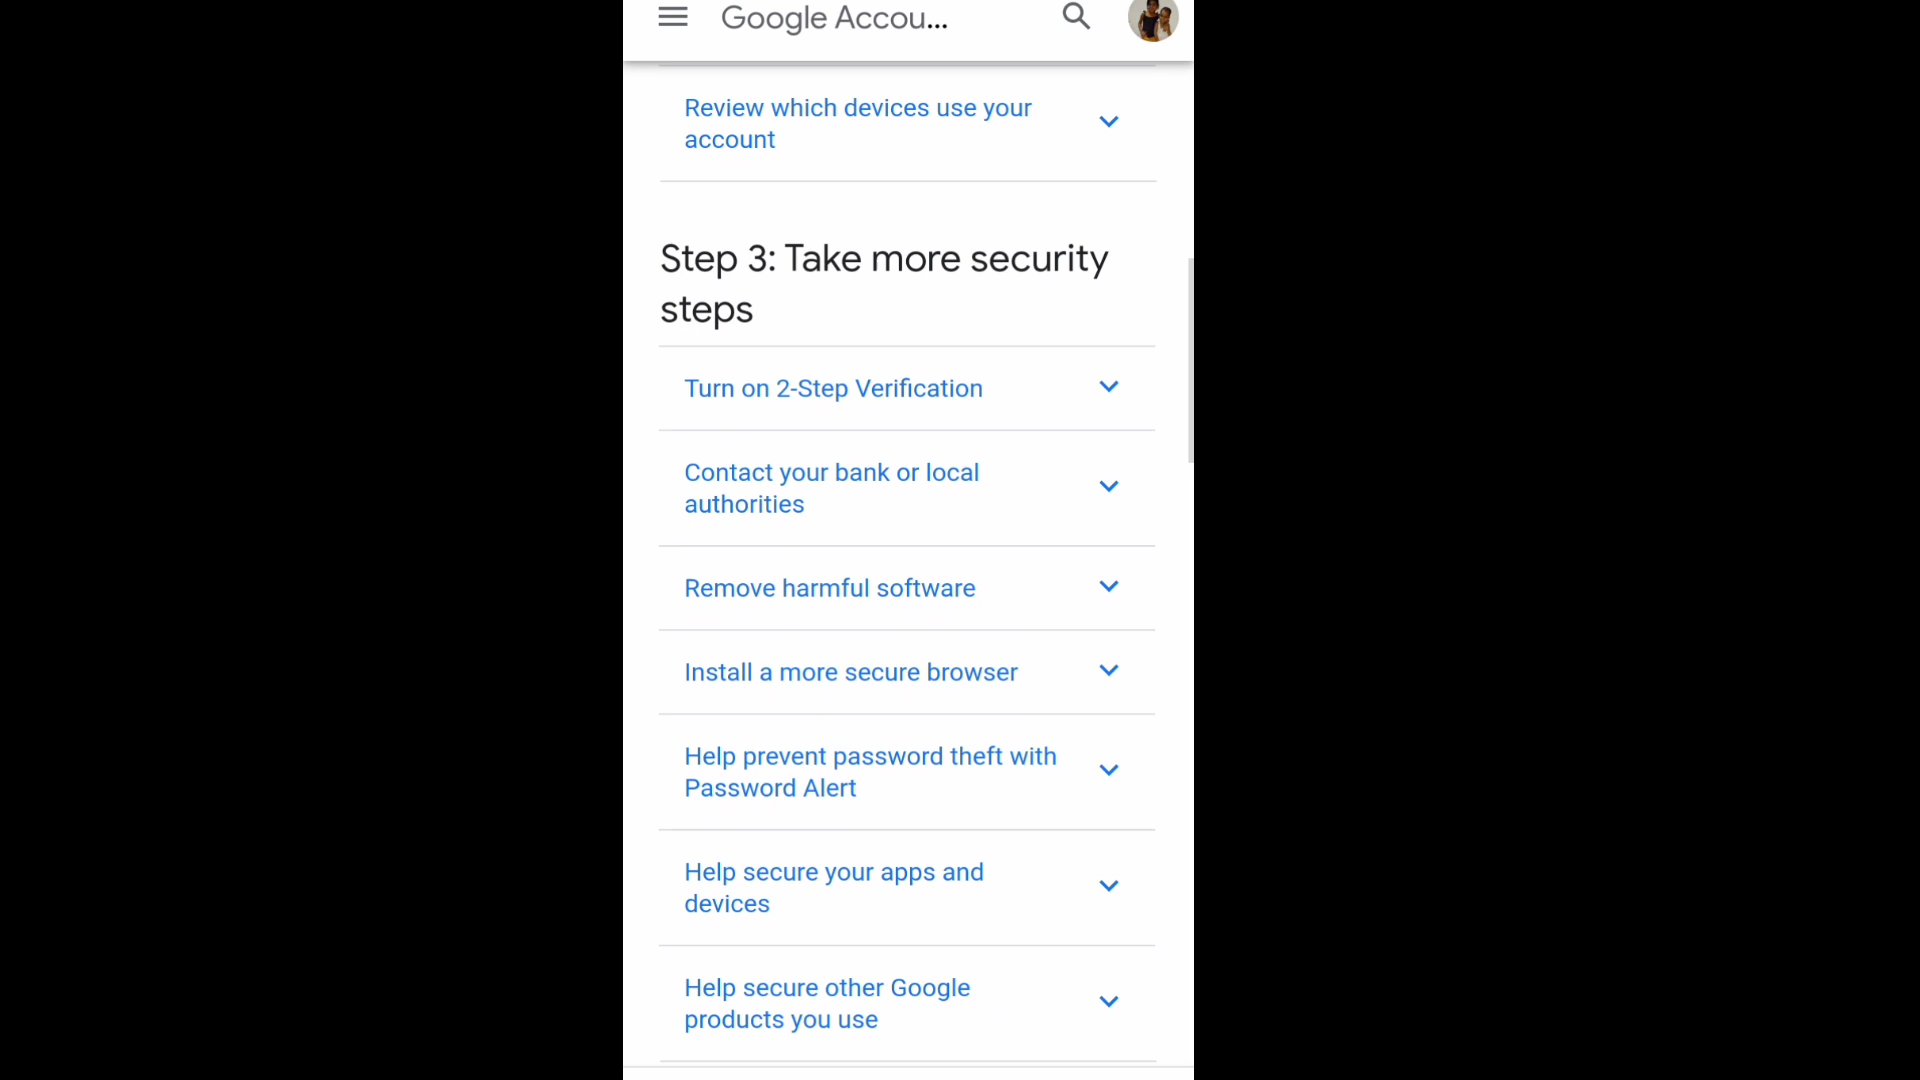 Google Accou...
Review which devices use your
account
Step 3: Take more security
steps
Turn on 2-Step Verification
Contact your bank or local
authorities
Remove harmful software
Install a more secure browser
Help prevent password theft with
Password Alert
Help secure your apps and
devices
Help secure other Google
products you use